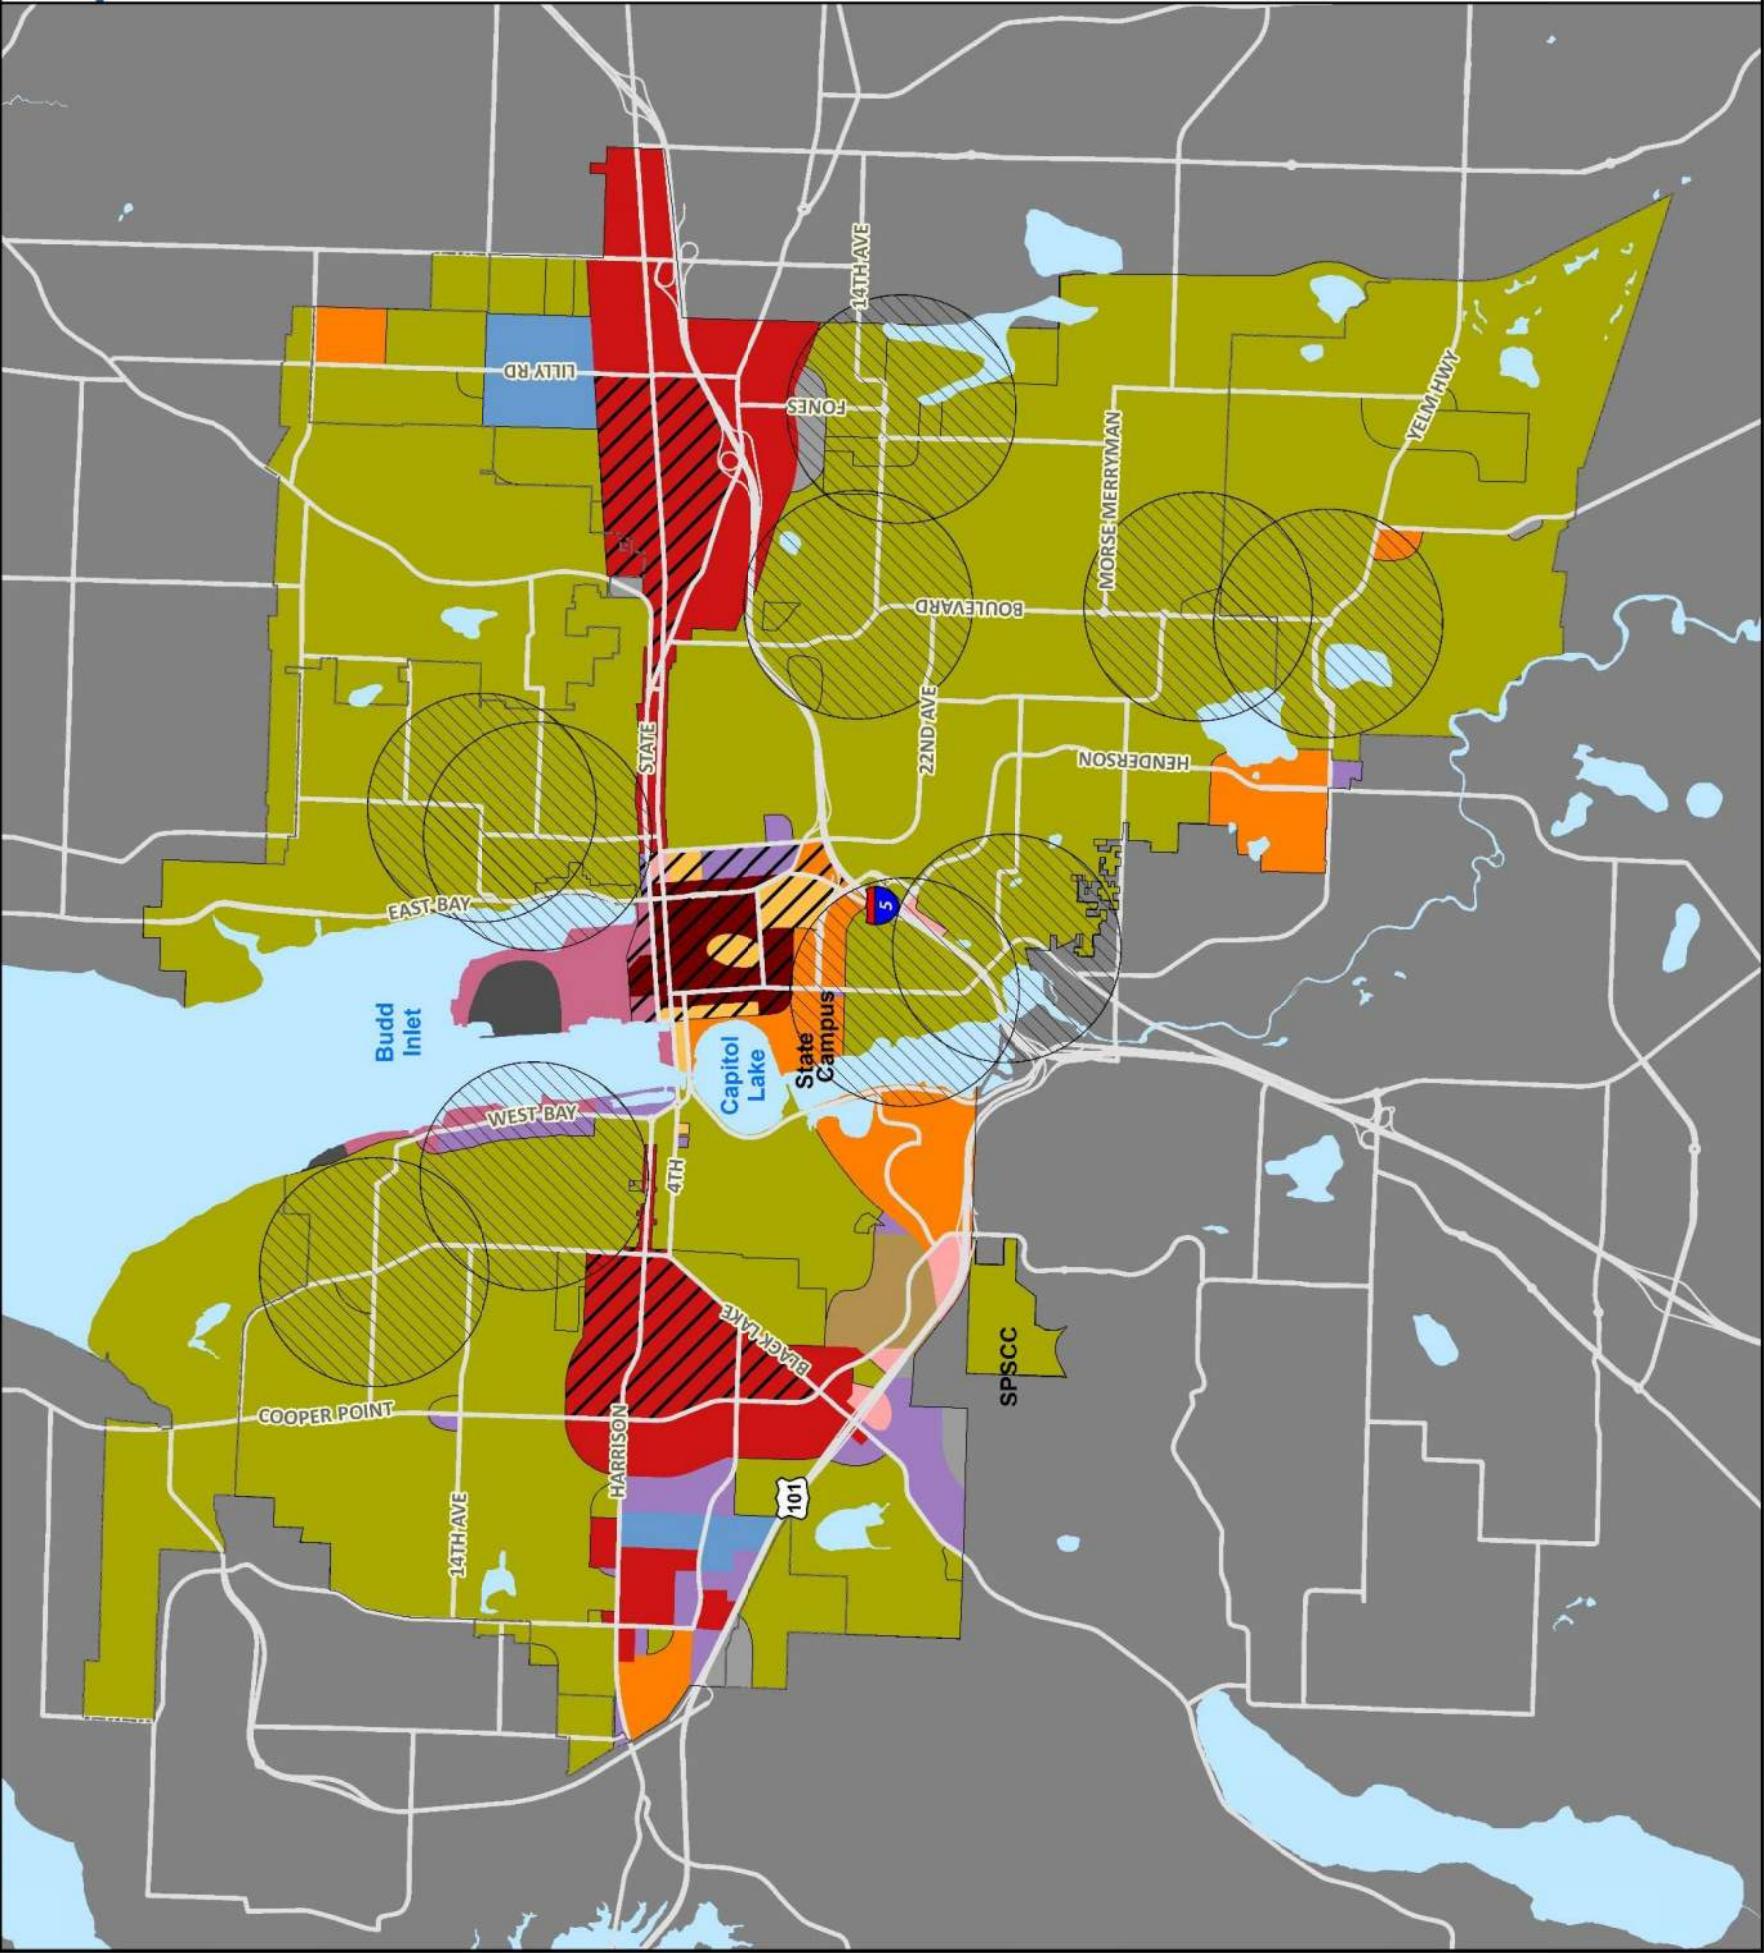 14TH AVE
LILLY RD
FONES
MORSE-MERRYMAN
YELM HWY
BOULEVARD
STATE
22ND AVE
HENDERSON
EAST BAY
5
Budd
Inlet
Capitol
Lake
State
Campus
WEST BAY
4TH
BLACK LAKE
SPSCC
COOPER POINT
HARRISON
101
14TH AVE